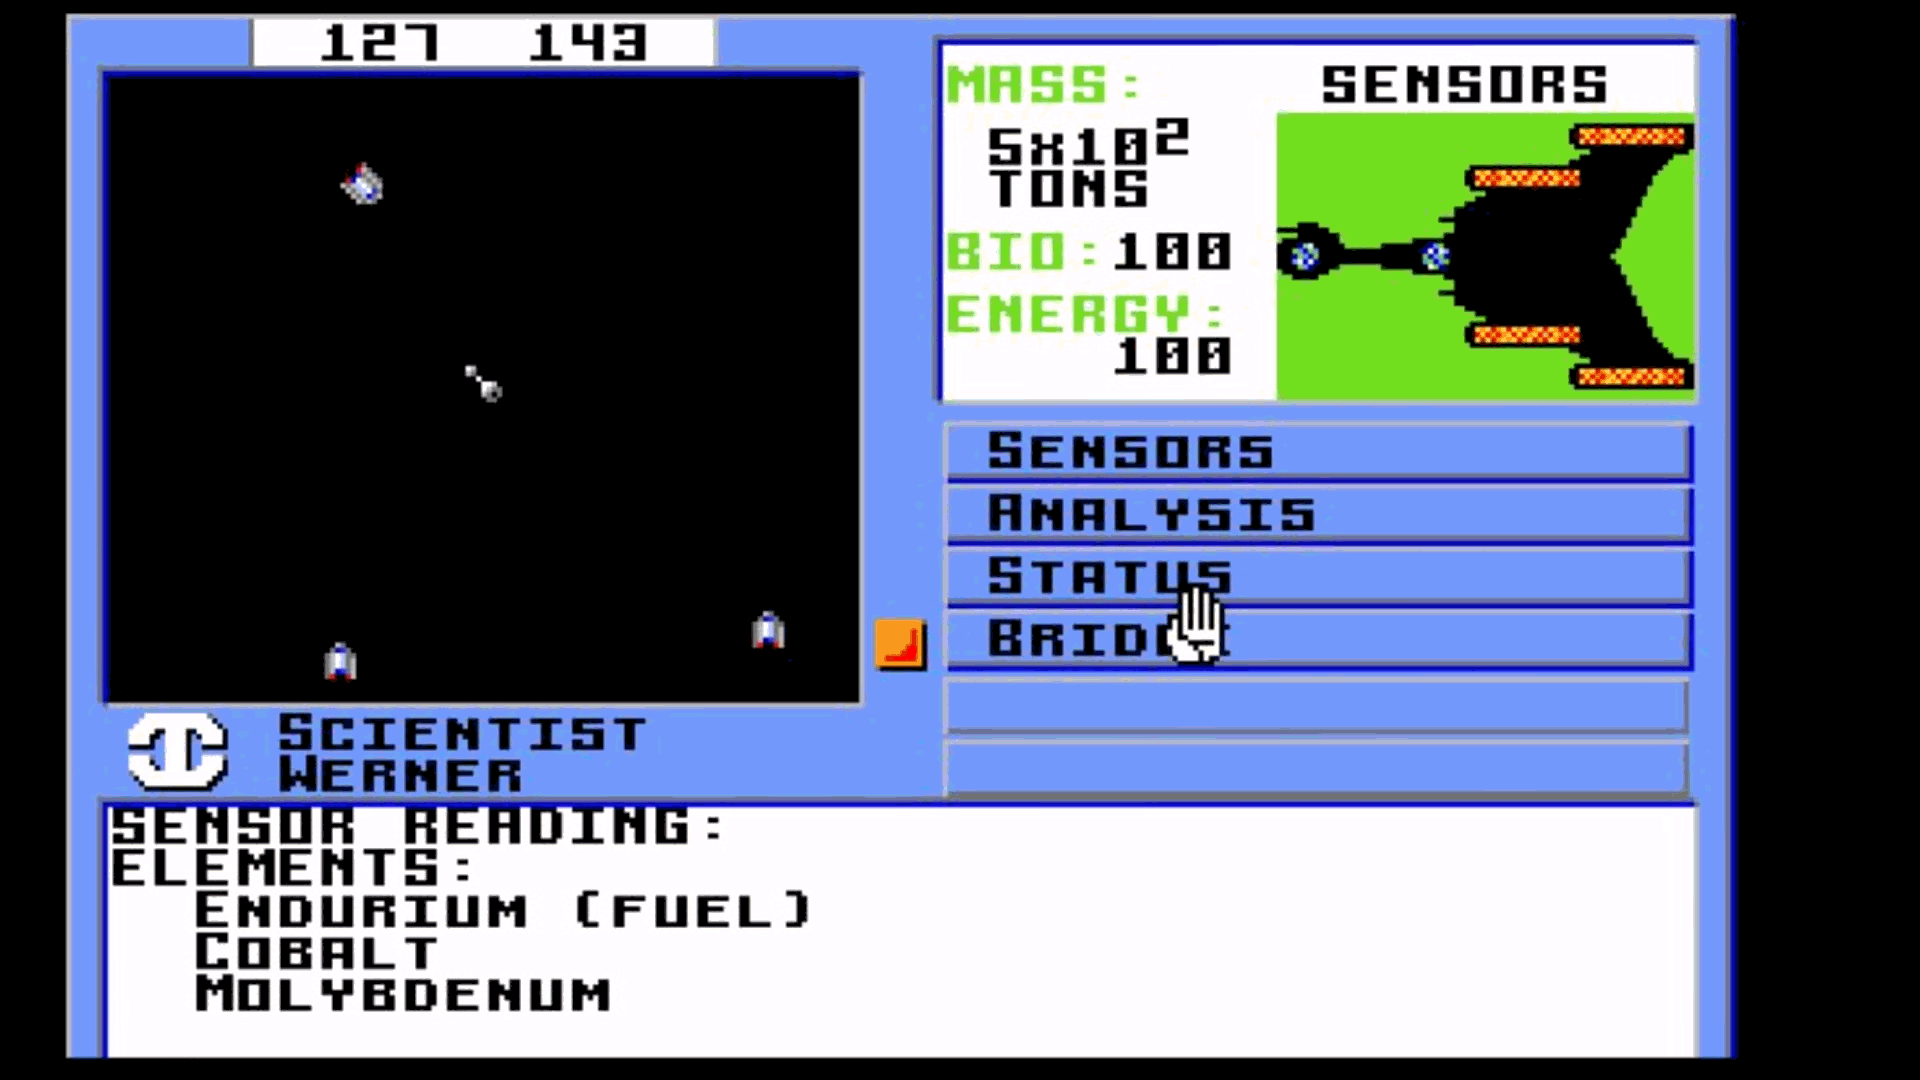 127 143
MASS:
SENSORS
5x10²
TONS
BIO: 100
ENERGY:
100
SENSORS
ANALYSIS
STATUS
SCIENTIST
WERNER
SENSOR READING:
ELEMENTS:
ENDURIUM (FUEL)
COBALT
MOLYBDENUM